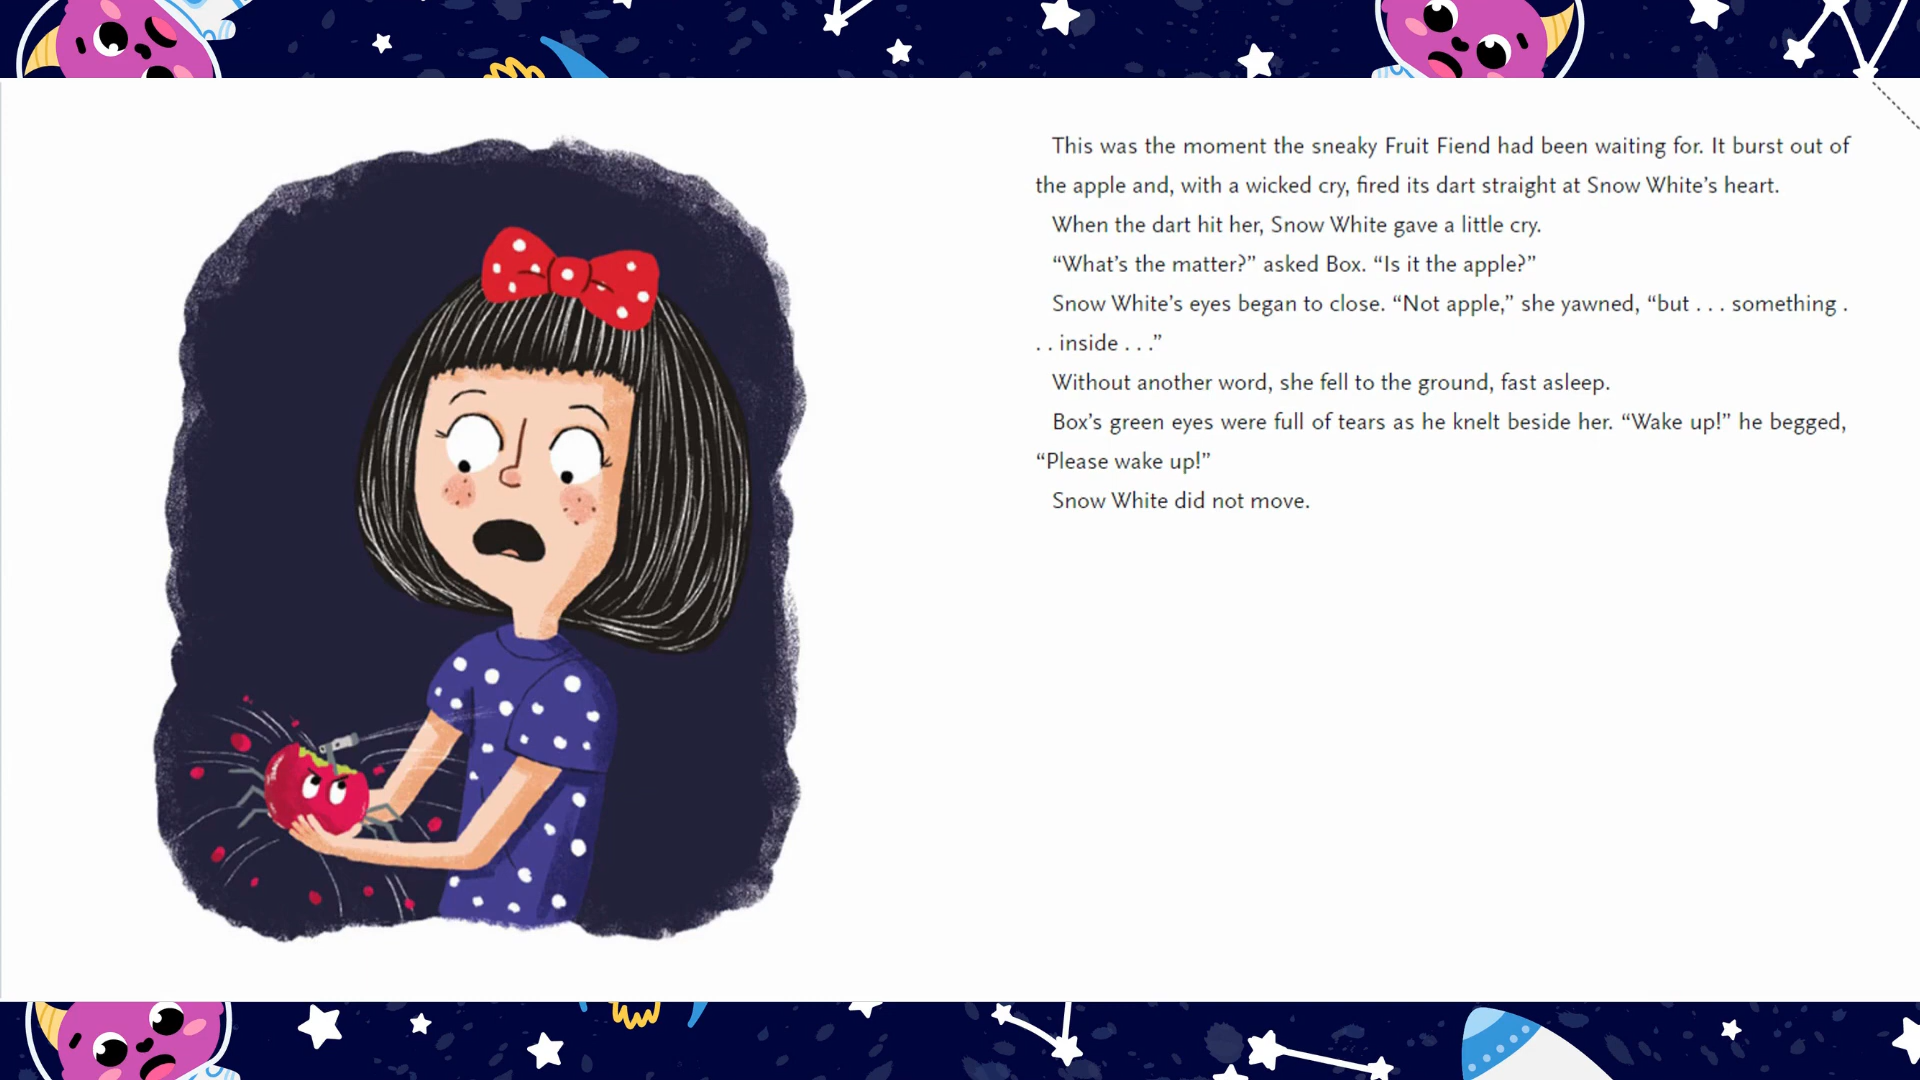 This was the moment the sneaky Fruit Fiend had been waiting for. It burst out of
the apple and, with a wicked cry, fired its dart straight at Snow White’s heart.
When the dart hit her, Snow White gave a little cry.
“What’s the matter?” asked Box. “Is it the apple?”
Snow White’s eyes began to close. “Not apple,” she yawned, “but . . . something .
. . inside . . .”
Without another word, she fell to the ground, fast asleep.
Box’s green eyes were full of tears as he knelt beside her. “Wake up!” he begged,
“Please wake up!”
Snow White did not move.